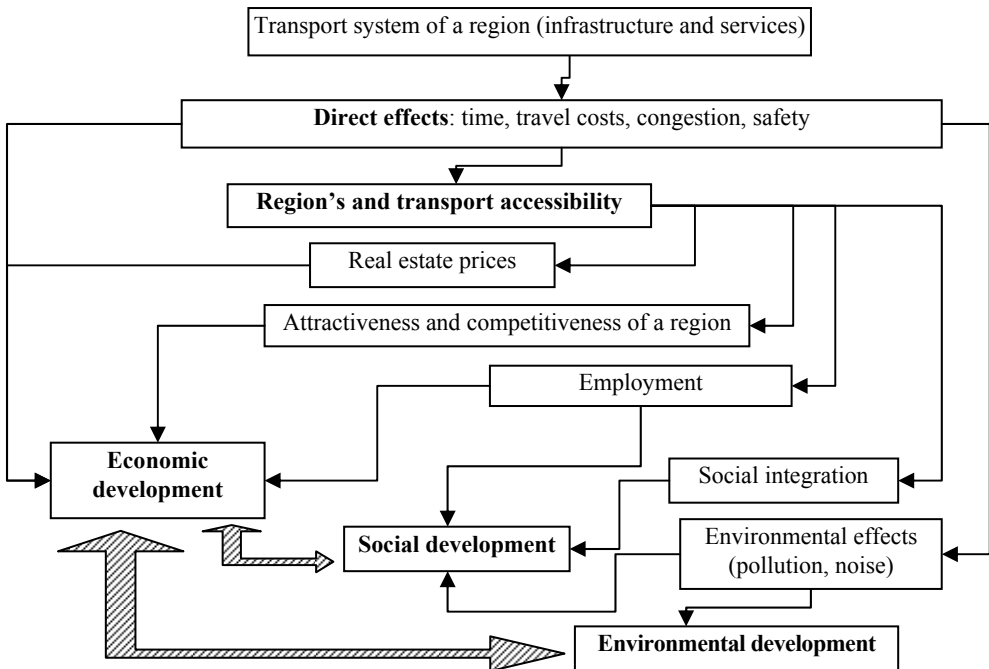 Transport system of a region (infrastructure and services)
Direct effects: time, travel costs, congestion, safety
Region’s and transport accessibility
Real estate prices
Attractiveness and competitiveness of a region
Employment
Economic
development
Social integration
Social development
Environmental effects
(pollution, noise)
Environmental development